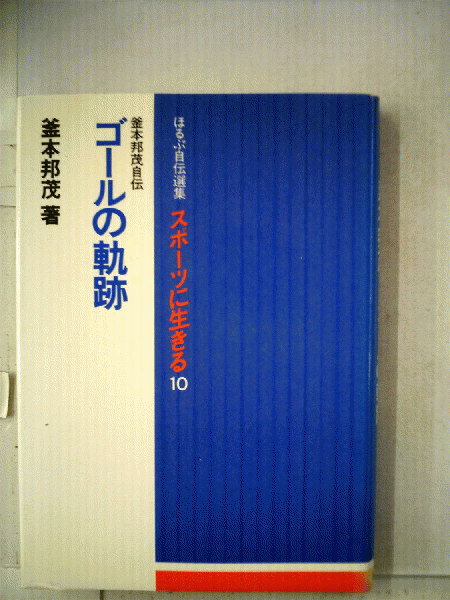 ほるぷ自伝選集
スポーツに生きる
10
釜本邦茂自伝
ゴールの軌跡
釜本邦茂 著